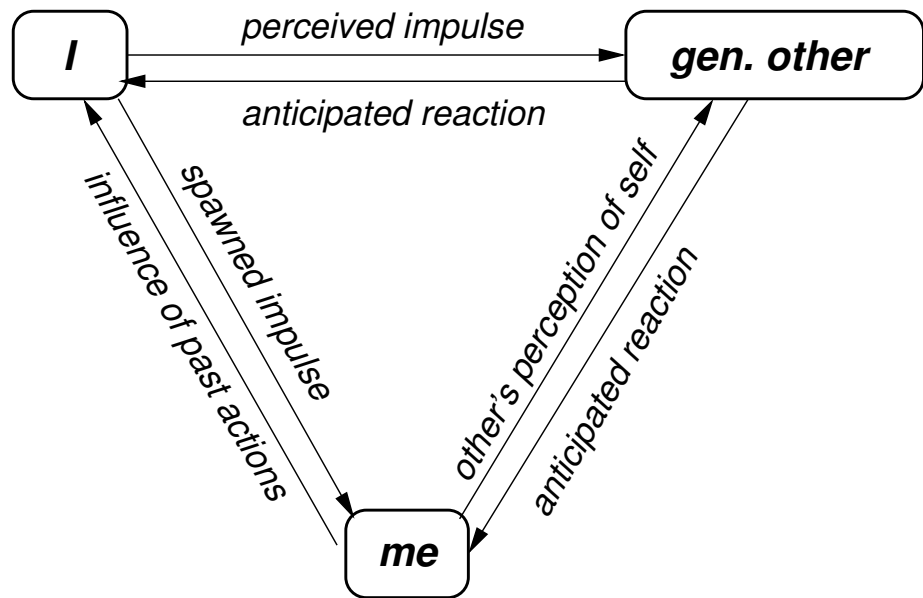 I
perceived impulse
gen. other
anticipated reaction
influence of past actions
spawned impulse
other's perception of self
anticipated reaction
me